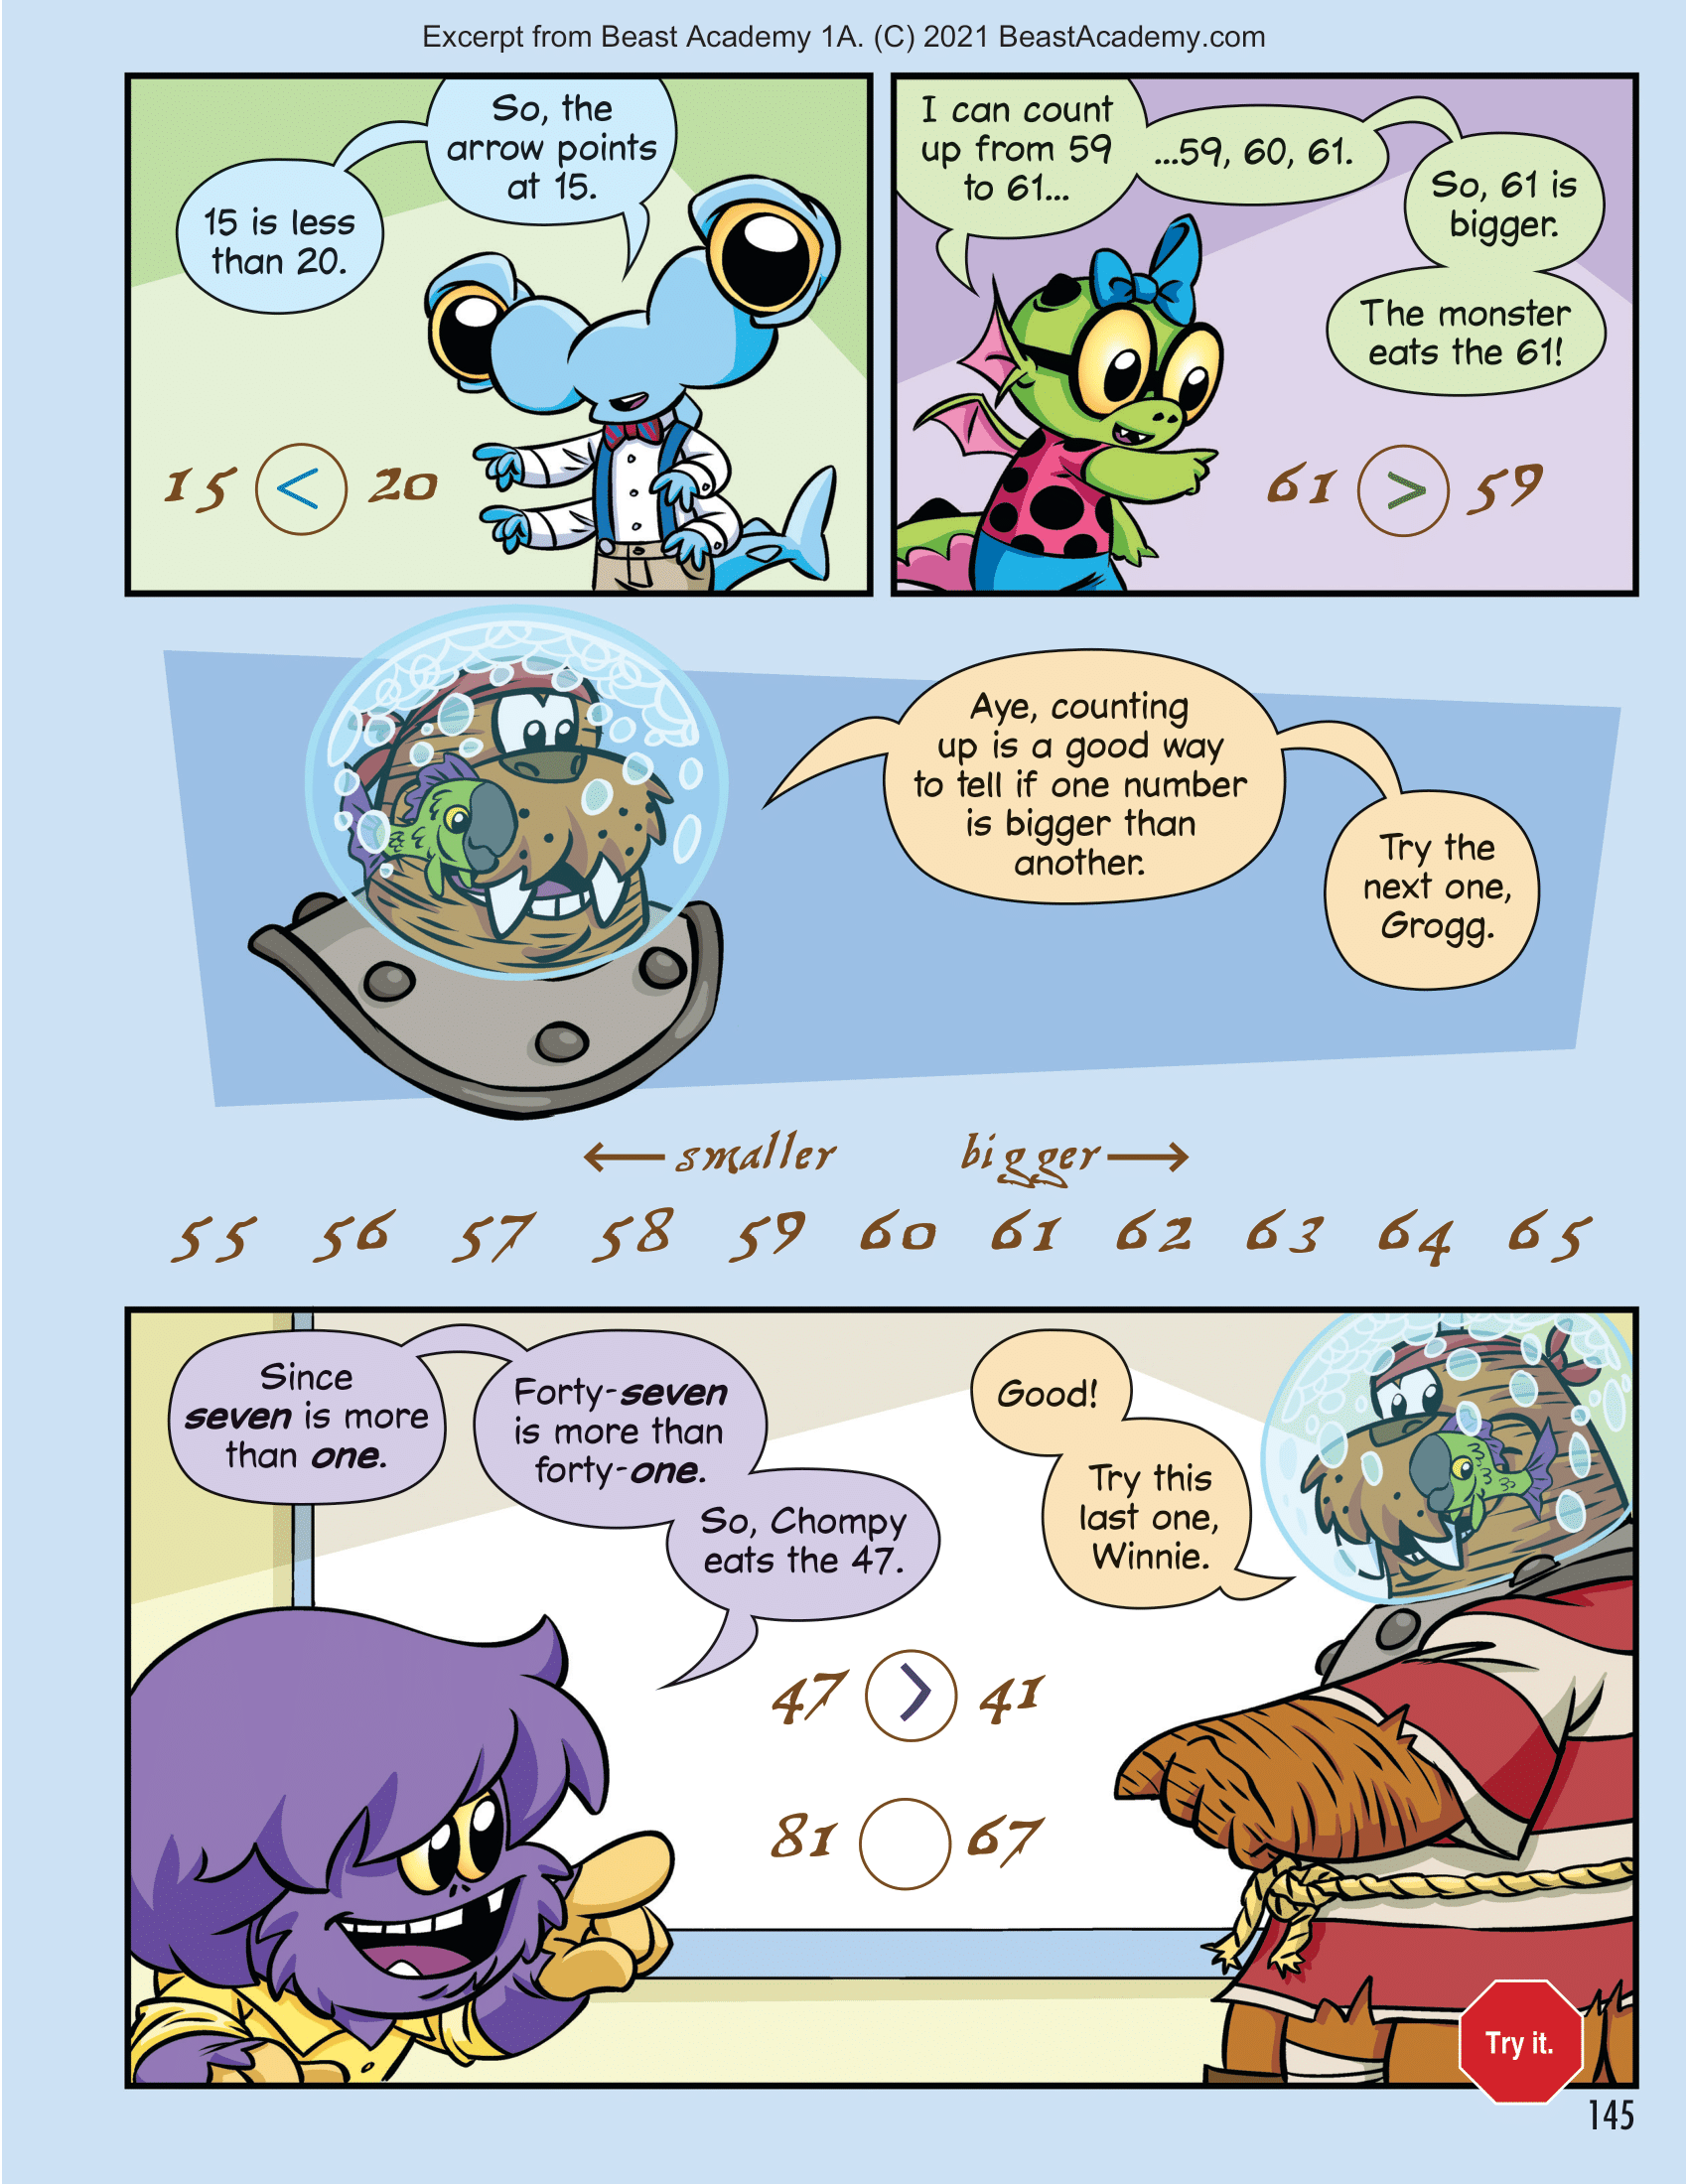 Excerpt from Beast Academy 1A. (C) 2021 BeastAcademy.com
So, the
arrow points
at 15.
15 is less
than 20.
15 < 20
I can count
up from 59
to 61...
...59, 60, 61.
So, 61 is
bigger.
The monster
eats the 61!
61 > 59
Aye, counting
up is a good way
to tell if one number
is bigger than
another.
Try the
next one,
Grogg.
← smaller bigger →
55 56 57 58 59 60 61 62 63 64 65
Since
seven is more
than one.
Forty-seven
is more than
forty-one.
So, Chompy
eats the 47.
Good!
Try this
last one,
Winnie.
47 > 41
81 67
Try it.
145